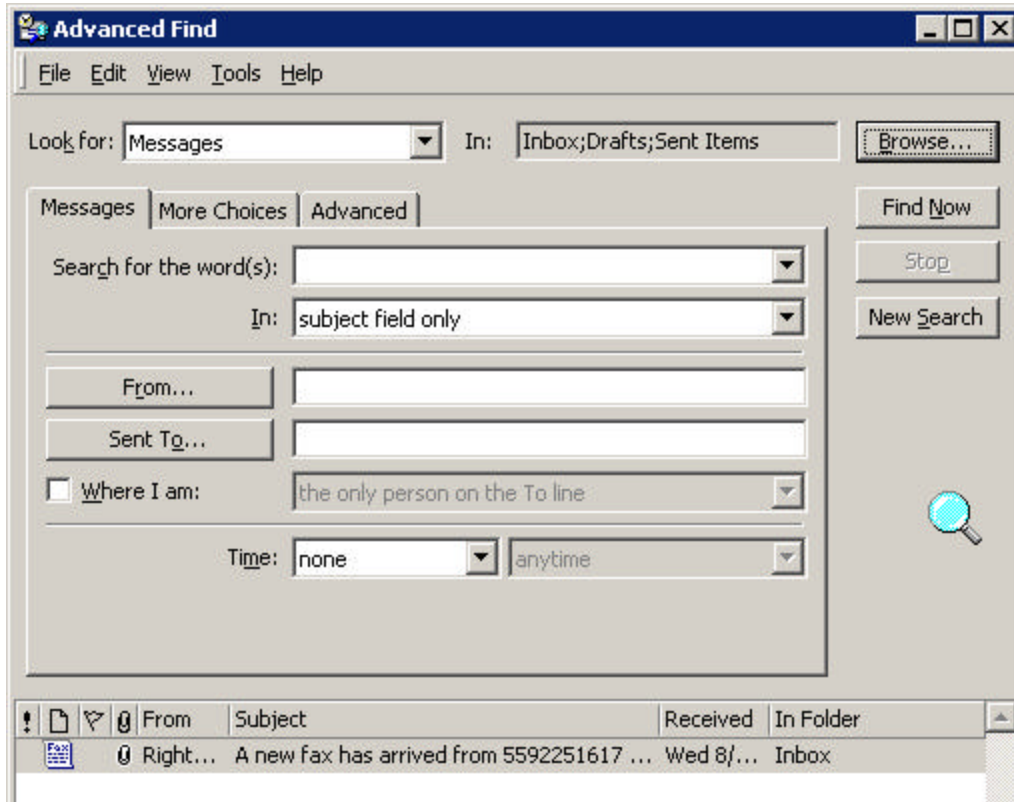 Advanced Find
File Edit View Tools Help
Look for: Messages In: Inbox;Drafts;Sent Items Browse...
Messages More Choices Advanced Find Now
Search for the word(s): Stop
In: subject field only New Search
From...
Sent To...
Where I am: the only person on the To line
Time: none anytime
! From Subject Received In Folder
Fax Right... A new fax has arrived from 5592251617 ... Wed 8/... Inbox